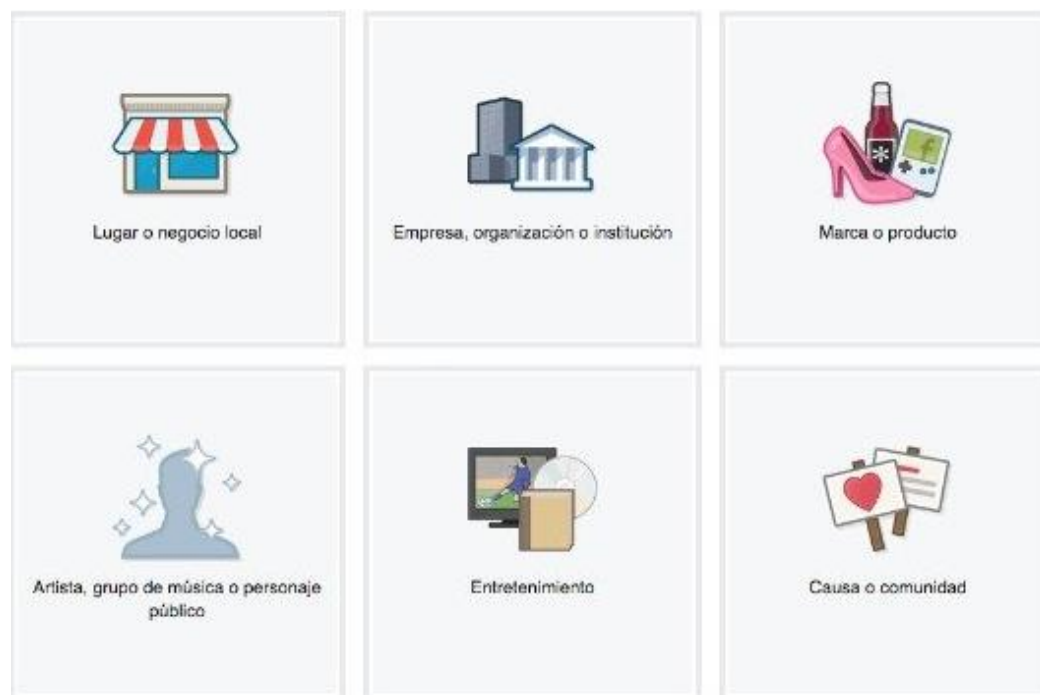 Lugar o negocio local
Empresa, organización o institución
Marca o producto
Artista, grupo de música o personaje
público
Entretenimiento
Causa o comunidad